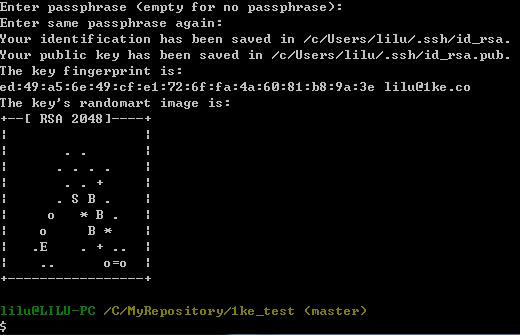 Enter passphrase (empty for no passphrase):
Enter same passphrase again:
Your identification has been saved in /c/Users/lilu/.ssh/id_rsa.
Your public key has been saved in /c/Users/lilu/.ssh/id_rsa.pub.
The key fingerprint is:
ed:49:a5:6e:49:cf:e1:72:6f:fa:4a:60:81:b8:9a:3e lilu@1ke.co
The key's randomart image is:
+--[ RSA 2048]----+
¦                 ¦
¦       . .       ¦
¦      . . . .    ¦
¦       . . +     ¦
¦      . S B .    ¦
¦     o   * B .   ¦
¦    o     B *    ¦
¦   .E    . + ..  ¦
¦    ..      o=o  ¦
+-----------------+
lilu@LILU-PC /C/MyRepository/1ke_test (master)
$